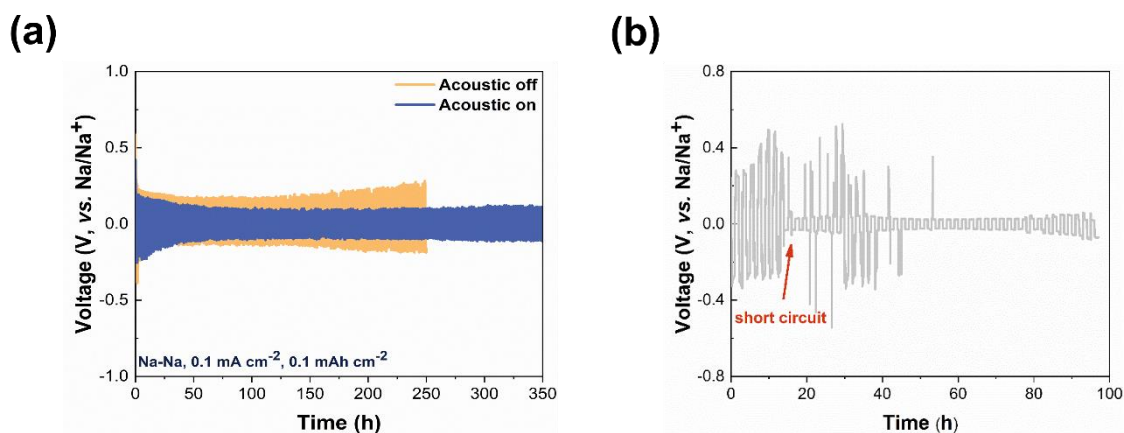 (a)
1.0
0.5
0.0
-0.5
-1.0
Voltage (V, vs. Na/Na⁺)
Acoustic off
Acoustic on
Na-Na, 0.1 mA cm⁻², 0.1 mAh cm⁻²
0 50 100 150 200 250 300 350
Time (h)
(b)
0.8
0.4
0.0
-0.4
-0.8
Voltage (V, vs. Na/Na⁺)
short circuit
0 20 40 60 80 100
Time (h)